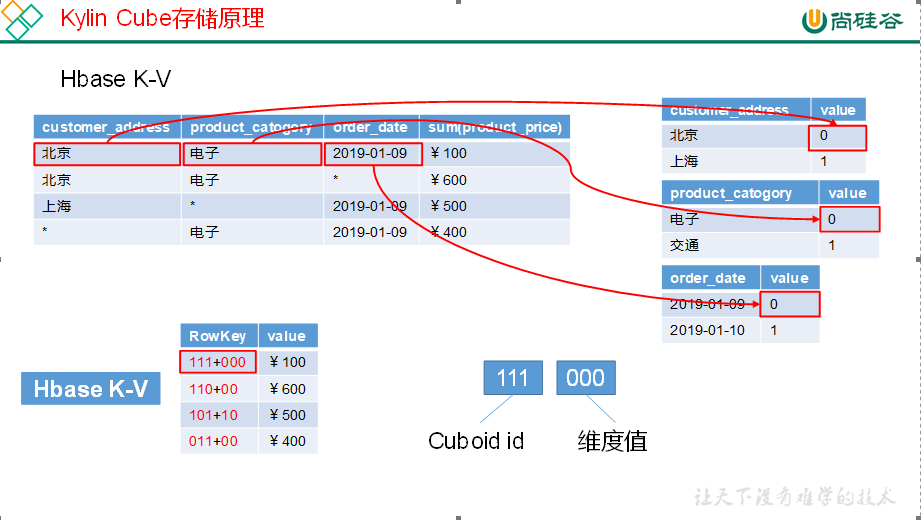 Kylin Cube存储原理
尚硅谷
Hbase K-V
customer_address product_catogory order_date sum(product_price)
北京 电子 2019-01-09 ¥100
北京 电子 * ¥600
上海 * 2019-01-09 ¥500
* 电子 2019-01-09 ¥400
customer_address value
北京 0
上海 1
product_catogory value
电子 0
交通 1
order_date value
2019-01-09 0
2019-01-10 1
RowKey value
111+000 ¥100
110+00 ¥600
101+10 ¥500
011+00 ¥400
Hbase K-V
111 000
Cuboid id 维度值
让天下没有难学的技术